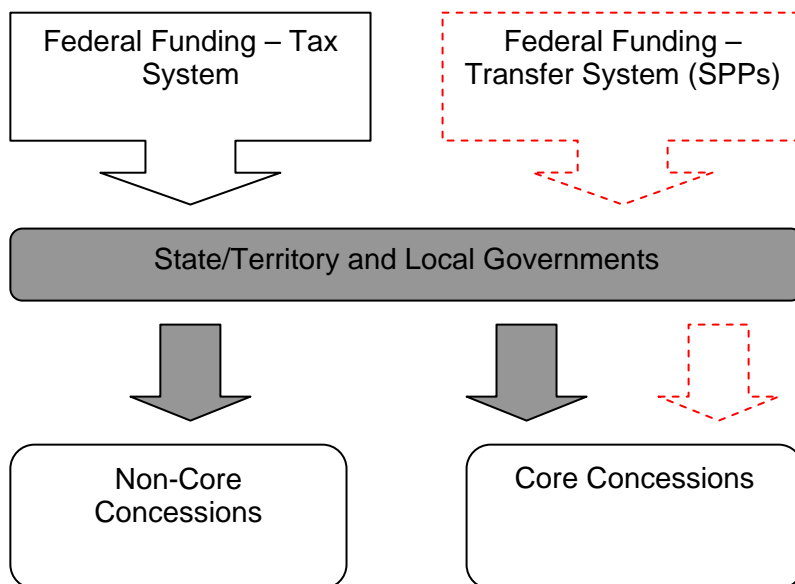 Federal Funding – Tax
System
Federal Funding –
Transfer System (SPPs)
State/Territory and Local Governments
Non-Core
Concessions
Core Concessions